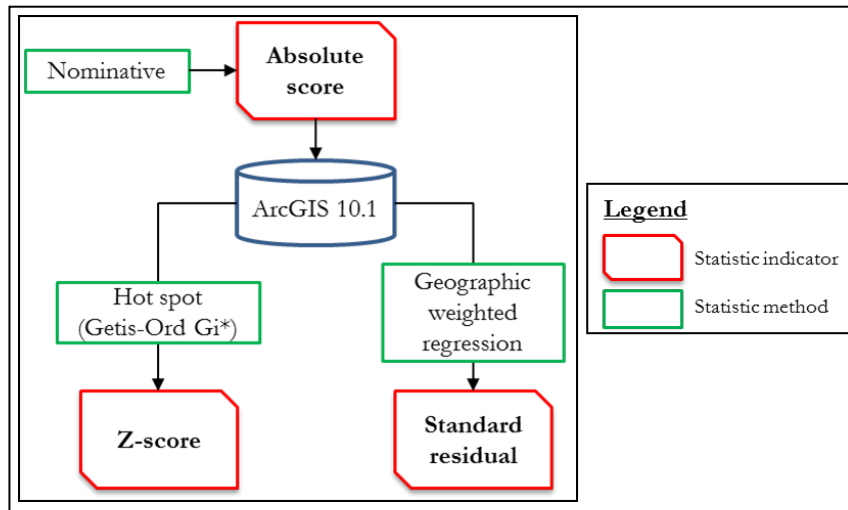 Nominative
Absolute
score
ArcGIS 10.1
Hot spot
(Getis-Ord Gi*)
Geographic
weighted
regression
Z-score
Standard
residual
Legend
Statistic indicator
Statistic method